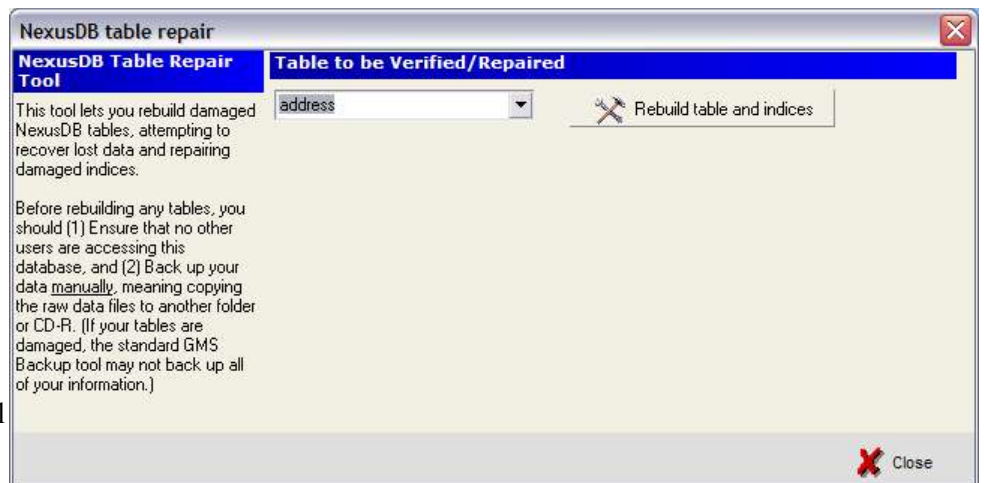 NexusDB table repair
NexusDB Table Repair
Tool
This tool lets you rebuild damaged
NexusDB tables, attempting to
recover lost data and repairing
damaged indices.
Before rebuilding any tables, you
should (1) Ensure that no other
users are accessing this
database, and (2) Back up your
data manually, meaning copying
the raw data files to another folder
or CD-R. (If your tables are
damaged, the standard GMS
Backup tool may not back up all
of your information.)
Table to be Verified/Repaired
address
Rebuild table and indices
Close